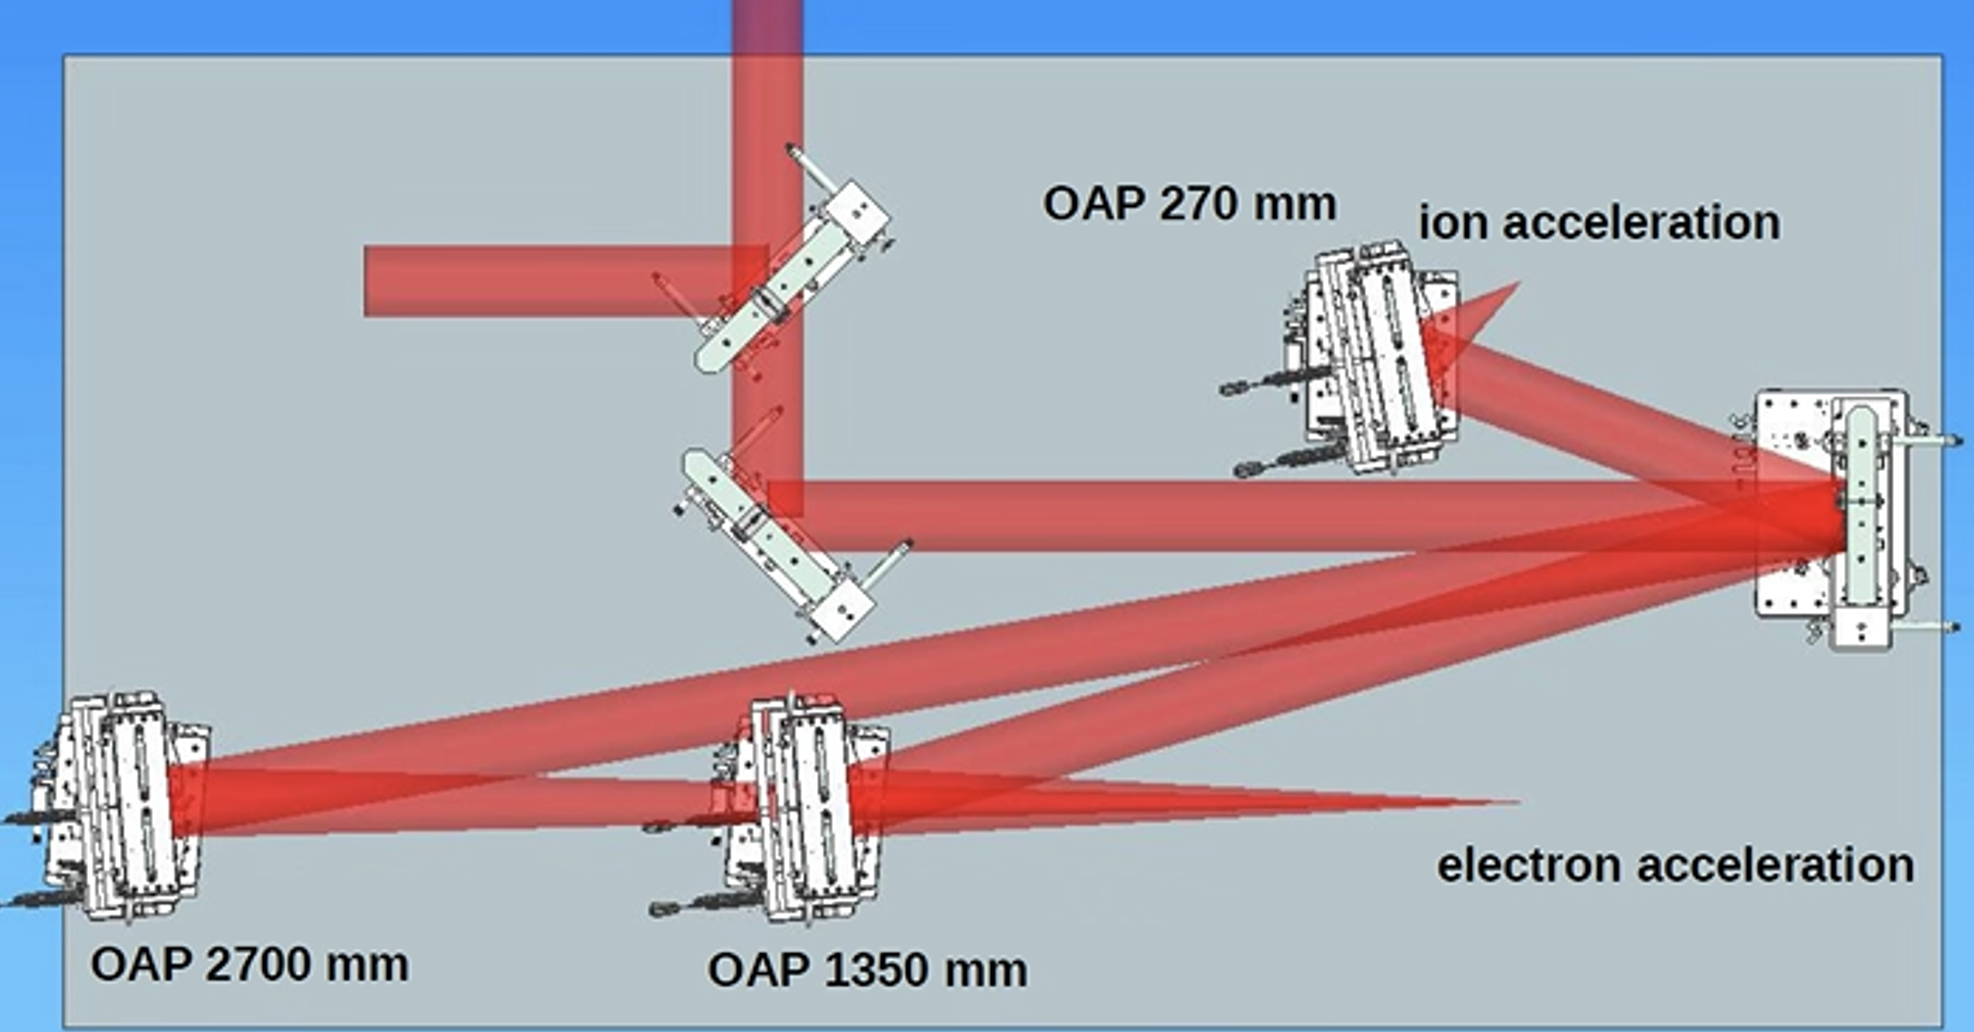 OAP 270 mm
ion acceleration
electron acceleration
OAP 2700 mm
OAP 1350 mm